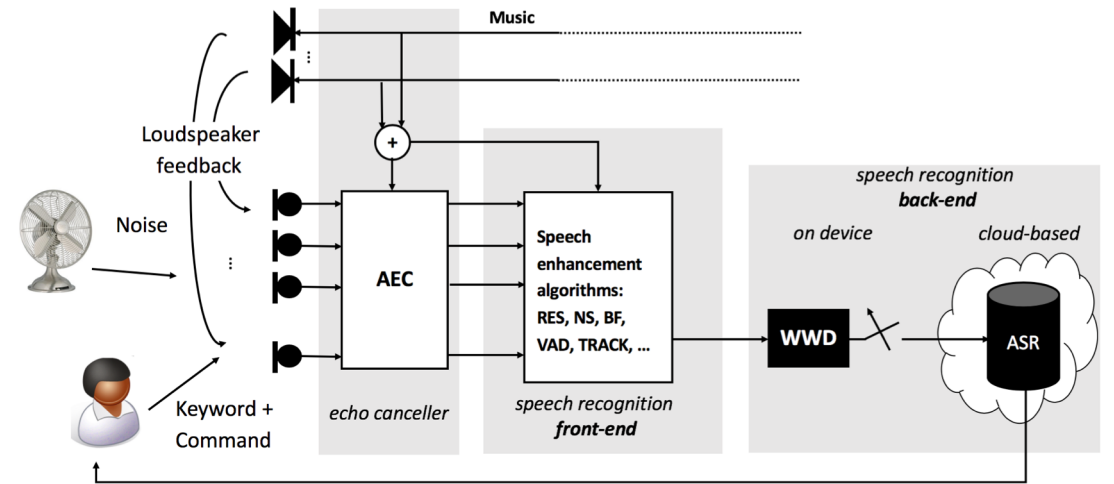 Music
Loudspeaker
feedback
+
Noise
Keyword +
Command
AEC
echo canceller
Speech
enhancement
algorithms:
RES, NS, BF,
VAD, TRACK, ...
speech recognition
front-end
speech recognition
back-end
on device
cloud-based
WWD
ASR